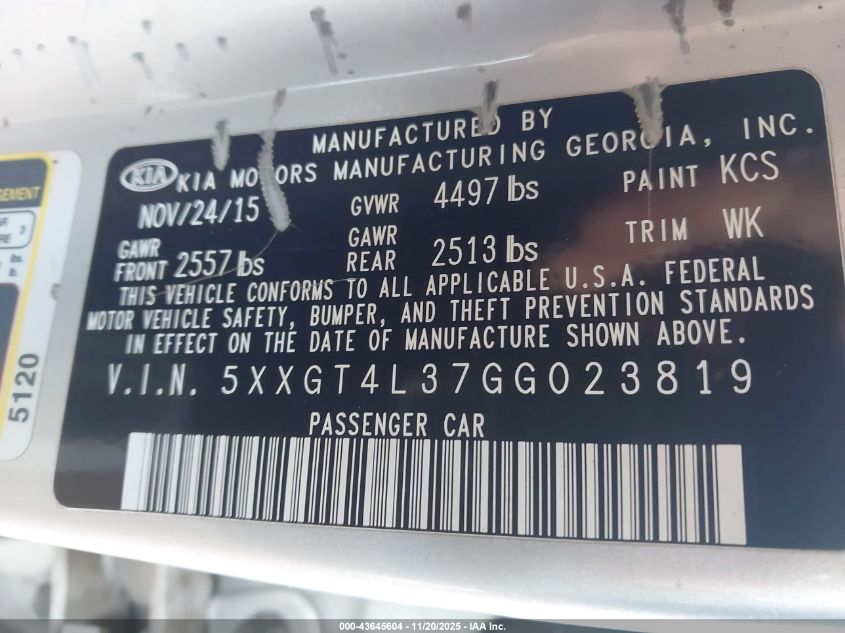 MANUFACTURED BY
KIA KIA MOTORS MANUFACTURING GEORGIA, INC.
NOV/24/15 GVWR 4497 lbs PAINT KCS
GAWR FRONT 2557 lbs GAWR REAR 2513 lbs TRIM WK
THIS VEHICLE CONFORMS TO ALL APPLICABLE U.S.A. FEDERAL
MOTOR VEHICLE SAFETY, BUMPER, AND THEFT PREVENTION STANDARDS
IN EFFECT ON THE DATE OF MANUFACTURE SHOWN ABOVE.
V.I.N. 5XXGT4L37GG023819
PASSENGER CAR
5120
000-43645604 | 11/20/2025 - IAA Inc.